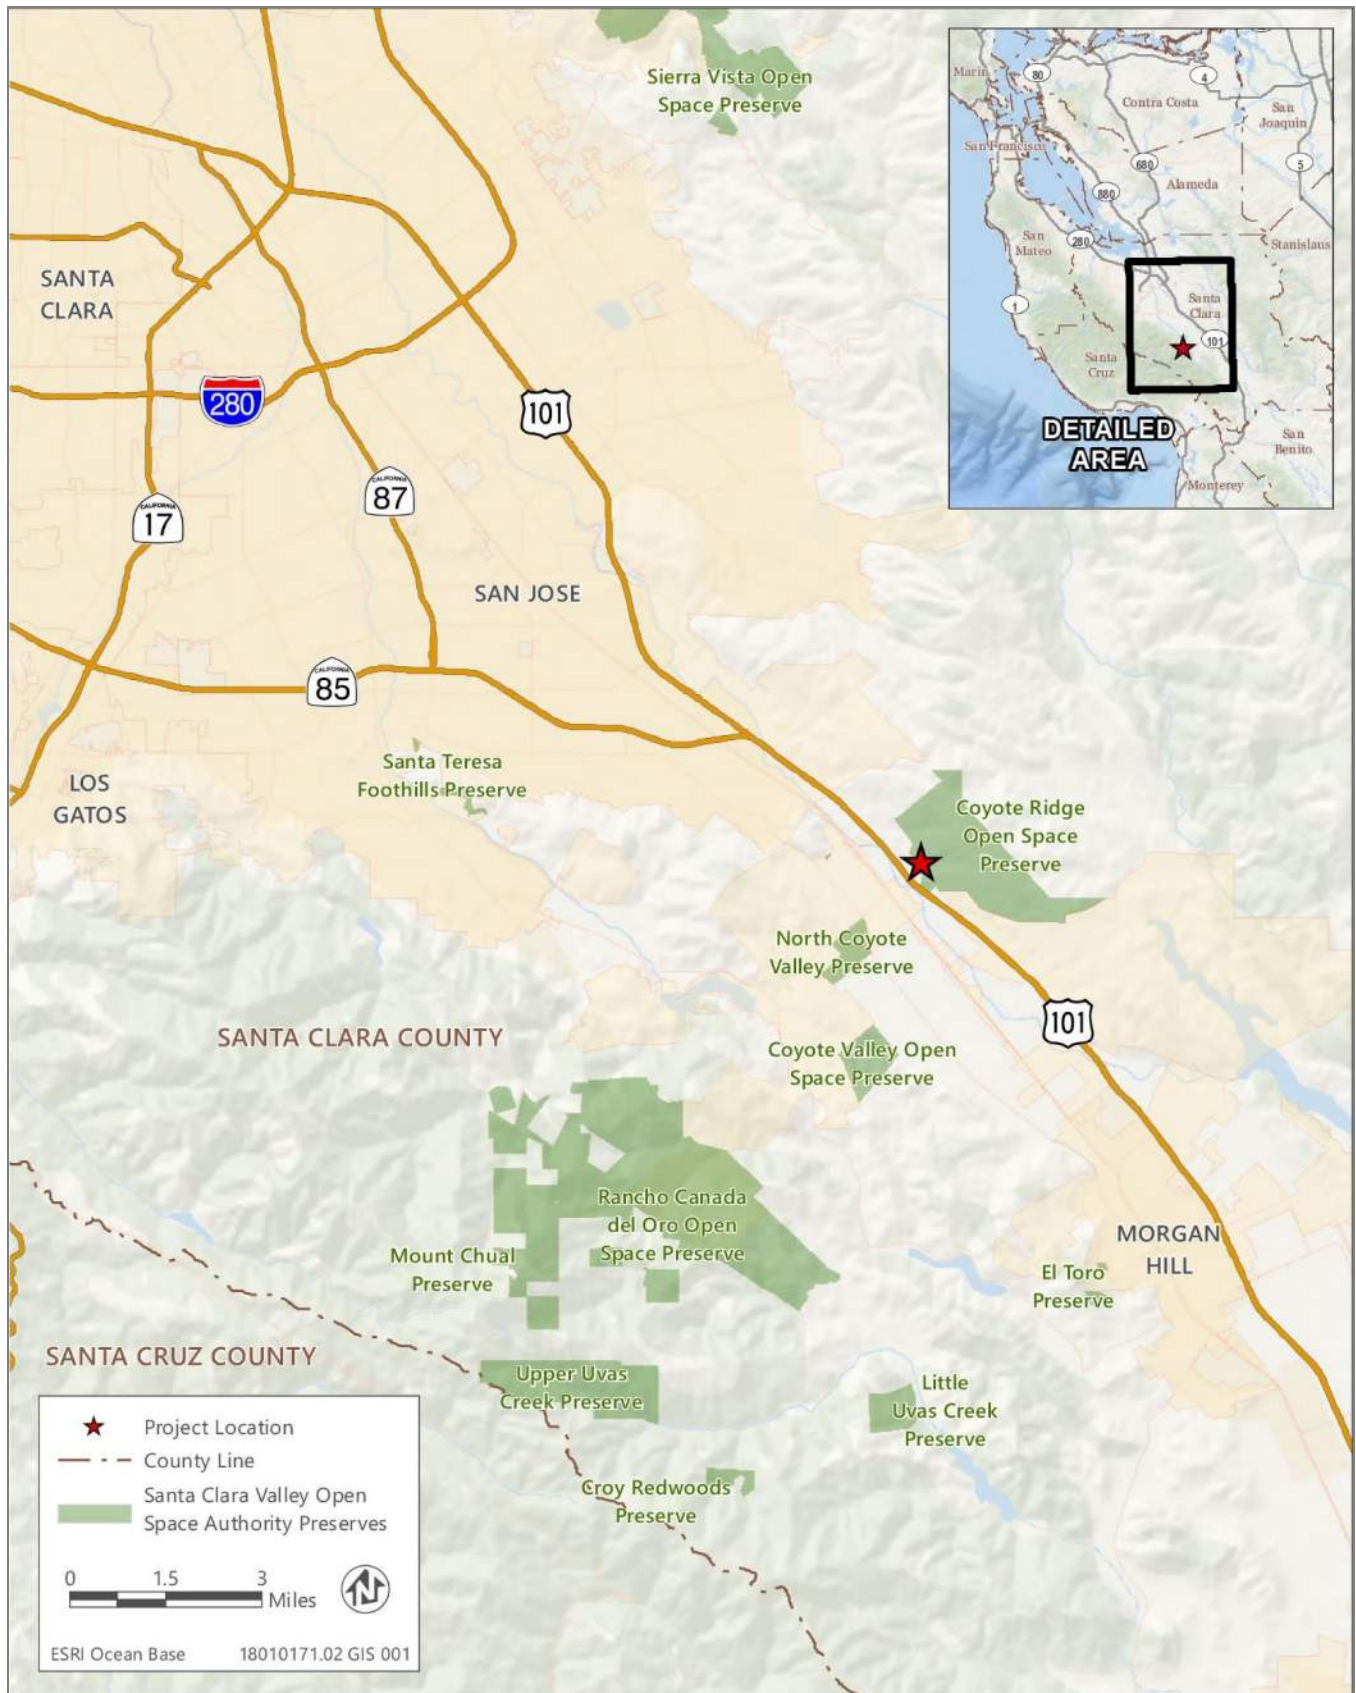 Sierra Vista Open
Space Preserve
SANTA
CLARA
280
101
CALIFORNIA
87
CALIFORNIA
17
SAN JOSE
CALIFORNIA
85
LOS
GATOS
Santa Teresa
Foothills Preserve
Coyote Ridge
Open Space
Preserve
North Coyote
Valley Preserve
101
SANTA CLARA COUNTY
Coyote Valley Open
Space Preserve
Rancho Canada
del Oro Open
Space Preserve
Mount Chual
Preserve
MORGAN
HILL
El Toro
Preserve
SANTA CRUZ COUNTY
Upper Uvas
Creek Preserve
Little
Uvas Creek
Preserve
Croy Redwoods
Preserve
Marin
80
4
Contra Costa
San
Joaquin
San Francisco
680
5
880
Alameda
San
Mateo
280
Stanislaus
1
Santa
Clara
101
Santa
Cruz
DETAILED
AREA
San
Benito
Monterey
Project Location
County Line
Santa Clara Valley Open
Space Authority Preserves
0 1.5 3
Miles
N
ESRI Ocean Base 18010171.02 GIS 001